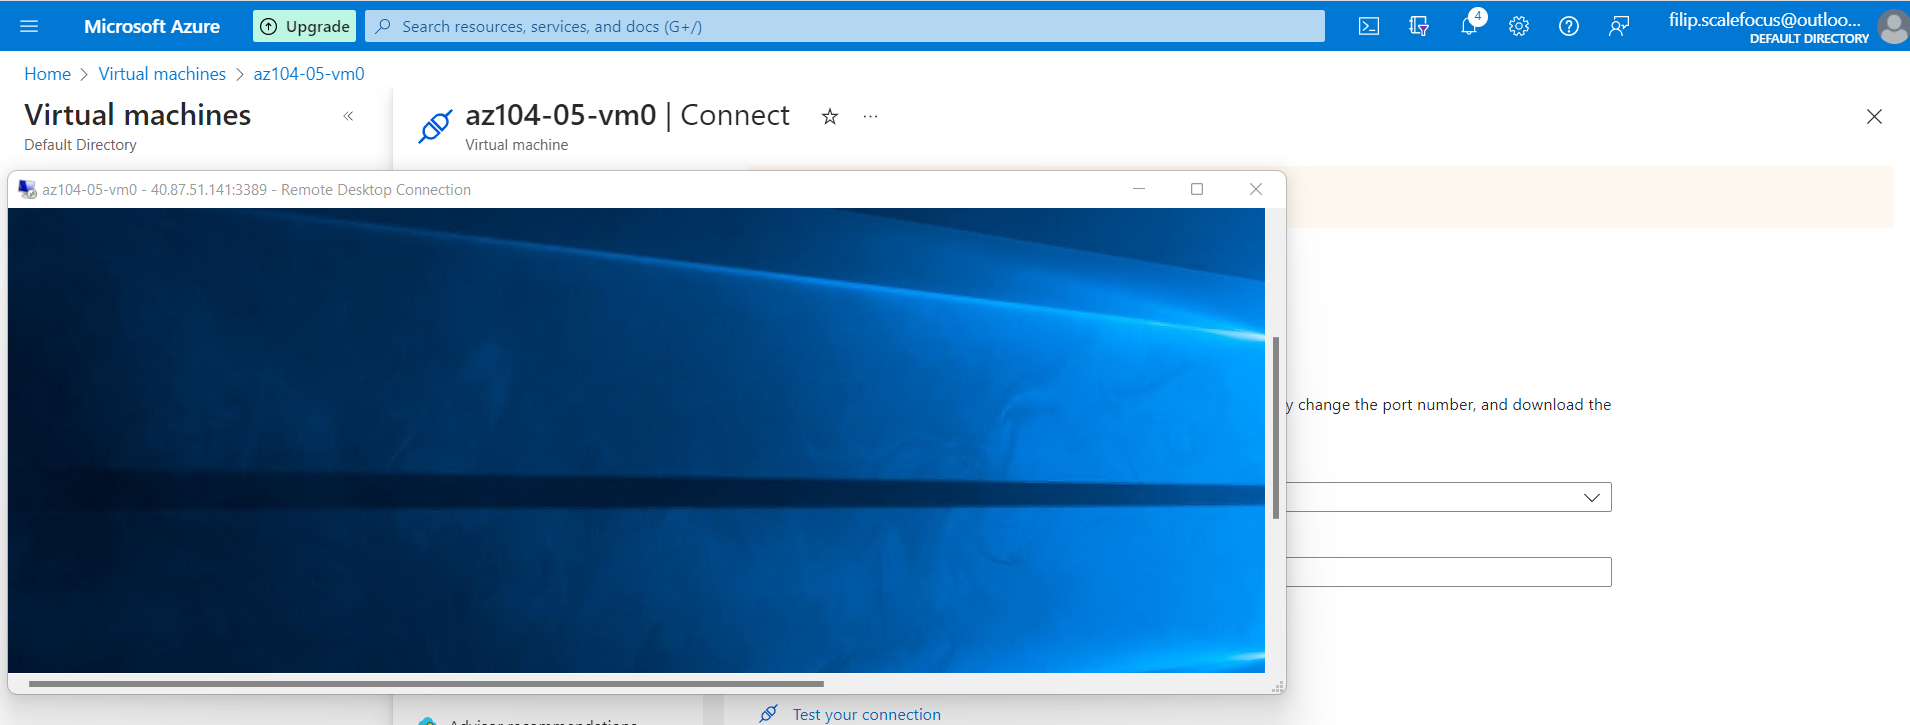 Microsoft Azure
Upgrade
Search resources, services, and docs (G+/)
4
filip.scalefocus@outloo...
DEFAULT DIRECTORY
Home > Virtual machines > az104-05-vm0
Virtual machines
«
Default Directory
az104-05-vm0 | Connect
...
Virtual machine
az104-05-vm0 - 40.87.51.141:3389 - Remote Desktop Connection
y change the port number, and download the
Advisor recommendations
Test your connection